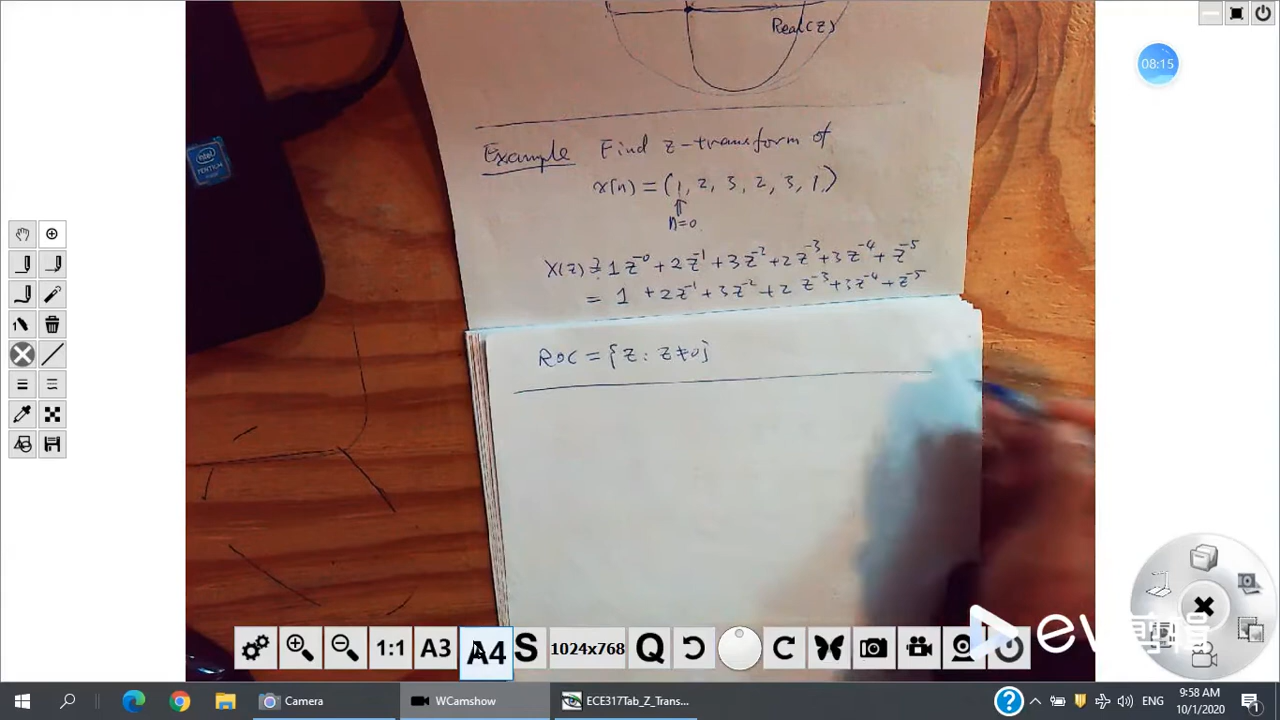 Real(z)
08:15
intel
PENTIUM
Example Find z-transform of
x(n) = (1, 2, 3, 2, 3, 1)
⇑
n=0
X(z) = 1z⁻⁰ + 2z⁻¹ + 3z⁻² + 2z⁻³ + 3z⁻⁴ + z⁻⁵
= 1 + 2z⁻¹ + 3z⁻² + 2z⁻³ + 3z⁻⁴ + z⁻⁵
ROC = {z : z≠0}
1:1 A3 A4 S 1024x768 Q
Camera WCamshow ECE317Tab_Z_Trans... ENG 9:58 AM
10/1/2020